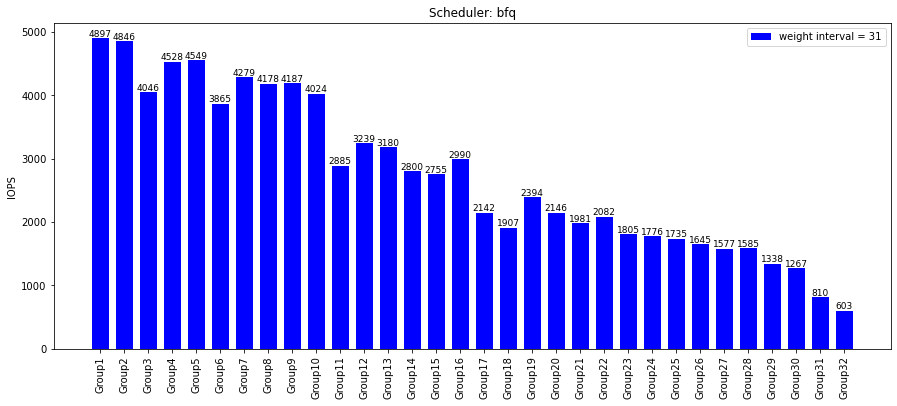 Scheduler: bfq
weight interval = 31
IOPS
5000
4000
3000
2000
1000
0
4897
4846
4046
4528
4549
3865
4279
4178
4187
4024
2885
3239
3180
2800
2755
2990
2142
1907
2394
2146
1981
2082
1805
1776
1735
1645
1577
1585
1338
1267
810
603
Group1
Group2
Group3
Group4
Group5
Group6
Group7
Group8
Group9
Group10
Group11
Group12
Group13
Group14
Group15
Group16
Group17
Group18
Group19
Group20
Group21
Group22
Group23
Group24
Group25
Group26
Group27
Group28
Group29
Group30
Group31
Group32